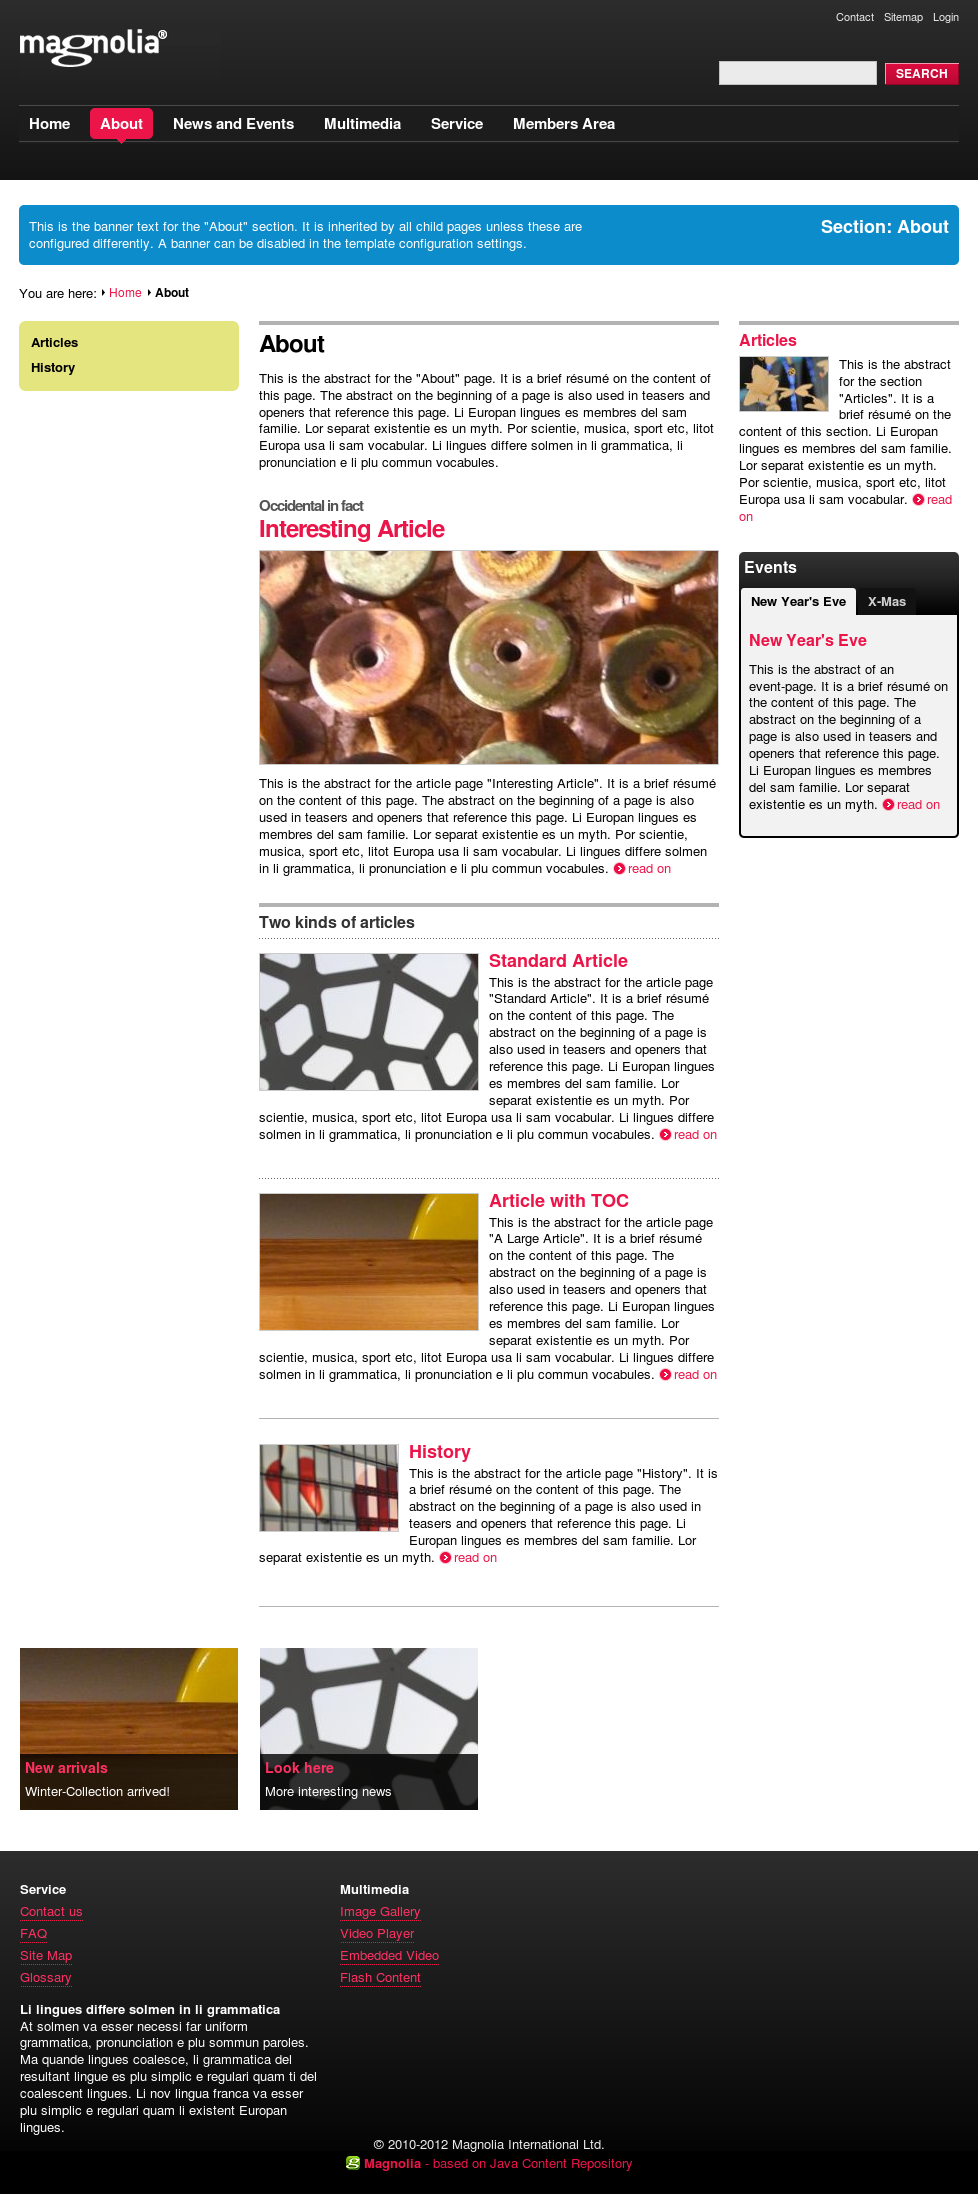 Contact Sitemap Login
magnolia®
SEARCH
Home About News and Events Multimedia Service Members Area
This is the banner text for the "About" section. It is inherited by all child pages unless these are
configured differently. A banner can be disabled in the template configuration settings.
Section: About
You are here: Home About
Articles
History
About
This is the abstract for the "About" page. It is a brief résumé on the content of
this page. The abstract on the beginning of a page is also used in teasers and
openers that reference this page. Li Europan lingues es membres del sam
familie. Lor separat existentie es un myth. Por scientie, musica, sport etc, litot
Europa usa li sam vocabular. Li lingues differe solmen in li grammatica, li
pronunciation e li plu commun vocabules.
Occidental in fact
Interesting Article
This is the abstract for the article page "Interesting Article". It is a brief résumé
on the content of this page. The abstract on the beginning of a page is also
used in teasers and openers that reference this page. Li Europan lingues es
membres del sam familie. Lor separat existentie es un myth. Por scientie,
musica, sport etc, litot Europa usa li sam vocabular. Li lingues differe solmen
in li grammatica, li pronunciation e li plu commun vocabules. read on
Two kinds of articles
Standard Article
This is the abstract for the article page
"Standard Article". It is a brief résumé
on the content of this page. The
abstract on the beginning of a page is
also used in teasers and openers that
reference this page. Li Europan lingues
es membres del sam familie. Lor
separat existentie es un myth. Por
scientie, musica, sport etc, litot Europa usa li sam vocabular. Li lingues differe
solmen in li grammatica, li pronunciation e li plu commun vocabules. read on
Article with TOC
This is the abstract for the article page
"A Large Article". It is a brief résumé
on the content of this page. The
abstract on the beginning of a page is
also used in teasers and openers that
reference this page. Li Europan lingues
es membres del sam familie. Lor
separat existentie es un myth. Por
scientie, musica, sport etc, litot Europa usa li sam vocabular. Li lingues differe
solmen in li grammatica, li pronunciation e li plu commun vocabules. read on
History
This is the abstract for the article page "History". It is
a brief résumé on the content of this page. The
abstract on the beginning of a page is also used in
teasers and openers that reference this page. Li
Europan lingues es membres del sam familie. Lor
separat existentie es un myth. read on
Articles
This is the abstract
for the section
"Articles". It is a
brief résumé on the
content of this section. Li Europan
lingues es membres del sam familie.
Lor separat existentie es un myth.
Por scientie, musica, sport etc, litot
Europa usa li sam vocabular. read
on
Events
New Year's Eve X-Mas
New Year's Eve
This is the abstract of an
event-page. It is a brief résumé on
the content of this page. The
abstract on the beginning of a
page is also used in teasers and
openers that reference this page.
Li Europan lingues es membres
del sam familie. Lor separat
existentie es un myth. read on
New arrivals
Winter-Collection arrived!
Look here
More interesting news
Service
Contact us
FAQ
Site Map
Glossary
Multimedia
Image Gallery
Video Player
Embedded Video
Flash Content
Li lingues differe solmen in li grammatica
At solmen va esser necessi far uniform
grammatica, pronunciation e plu sommun paroles.
Ma quande lingues coalesce, li grammatica del
resultant lingue es plu simplic e regulari quam ti del
coalescent lingues. Li nov lingua franca va esser
plu simplic e regulari quam li existent Europan
lingues.
© 2010-2012 Magnolia International Ltd.
Magnolia - based on Java Content Repository